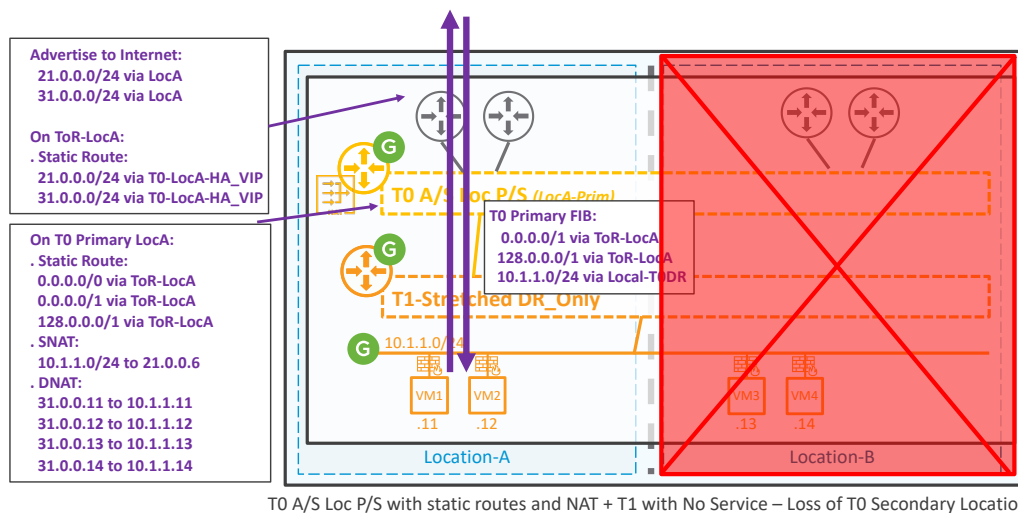 Advertise to Internet:
21.0.0.0/24 via LocA
31.0.0.0/24 via LocA
On ToR-LocA:
. Static Route:
21.0.0.0/24 via T0-LocA-HA_VIP
31.0.0.0/24 via T0-LocA-HA_VIP
On T0 Primary LocA:
. Static Route:
0.0.0.0/0 via ToR-LocA
0.0.0.0/1 via ToR-LocA
128.0.0.0/1 via ToR-LocA
. SNAT:
10.1.1.0/24 to 21.0.0.6
. DNAT:
31.0.0.11 to 10.1.1.11
31.0.0.12 to 10.1.1.12
31.0.0.13 to 10.1.1.13
31.0.0.14 to 10.1.1.14
G
T0 A/S Loc P/S (LocA-Prim)
T0 Primary FIB:
0.0.0.0/1 via ToR-LocA
128.0.0.0/1 via ToR-LocA
10.1.1.0/24 via Local-T0DR
G
T1-Stretched DR_Only
G
10.1.1.0/24
VM1 VM2 VM3 VM4
.11 .12 .13 .14
Location-A Location-B
T0 A/S Loc P/S with static routes and NAT + T1 with No Service – Loss of T0 Secondary Locatio